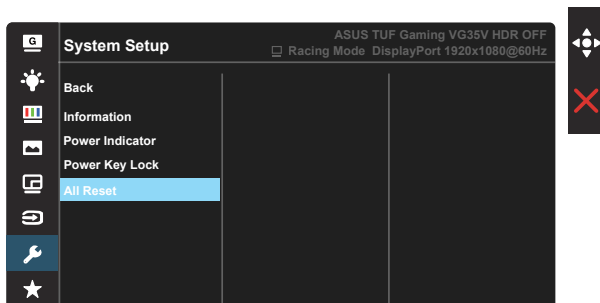 G
System Setup
ASUS TUF Gaming VG35V HDR OFF
Racing Mode DisplayPort 1920x1080@60Hz
Back
Information
Power Indicator
Power Key Lock
All Reset